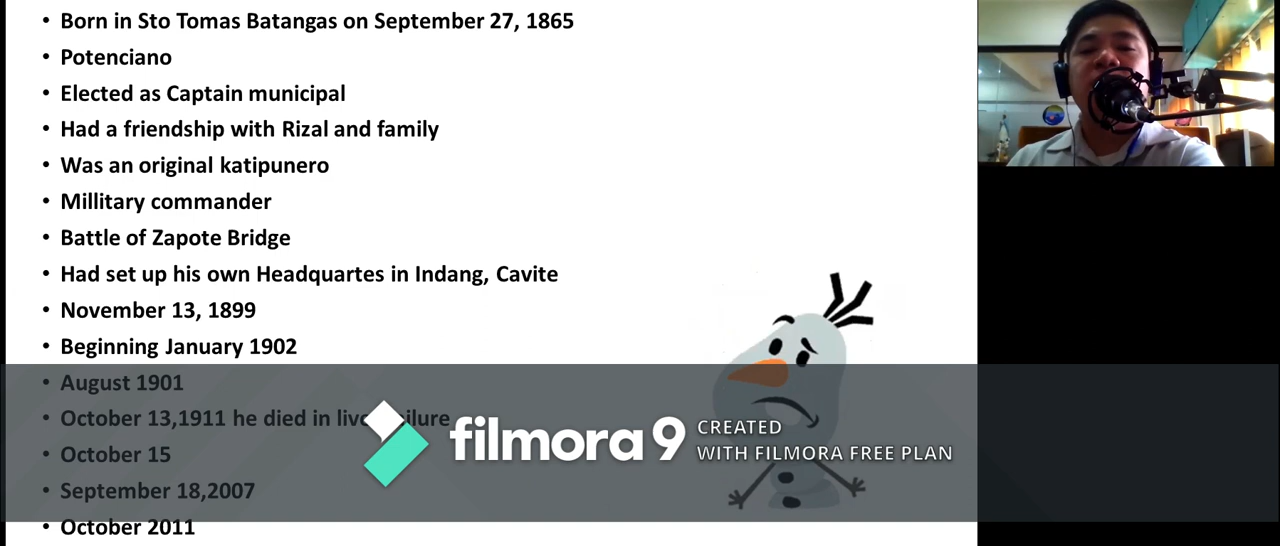 • Born in Sto Tomas Batangas on September 27, 1865
• Potenciano
• Elected as Captain municipal
• Had a friendship with Rizal and family
• Was an original katipunero
• Millitary commander
• Battle of Zapote Bridge
• Had set up his own Headquartes in Indang, Cavite
• November 13, 1899
• Beginning January 1902
• August 1901
• October 13,1911 he died in
• October 15
• September 18,2007
• October 2011
filmora9 CREATED
WITH FILMORA FREE PLAN